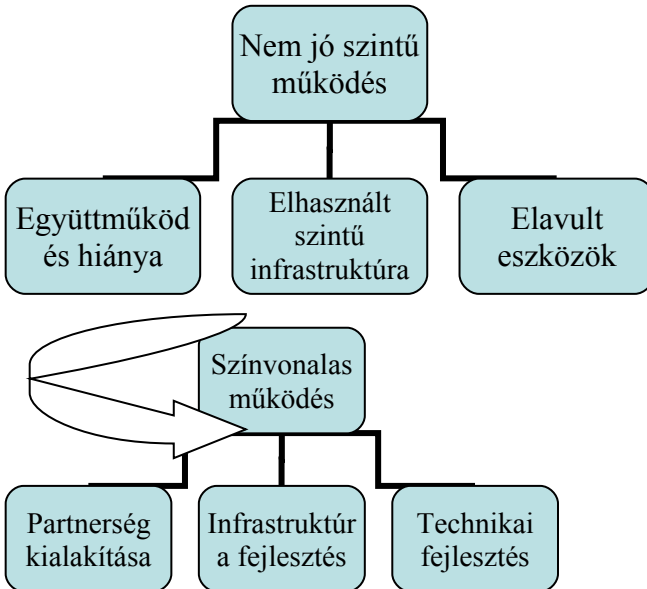 Nem jó szintű
működés
Együttműköd
és hiánya
Elhasznált
szintű
infrastruktúra
Elavult
eszközök
Színvonalas
működés
Partnerség
kialakítása
Infrastruktúr
a fejlesztés
Technikai
fejlesztés